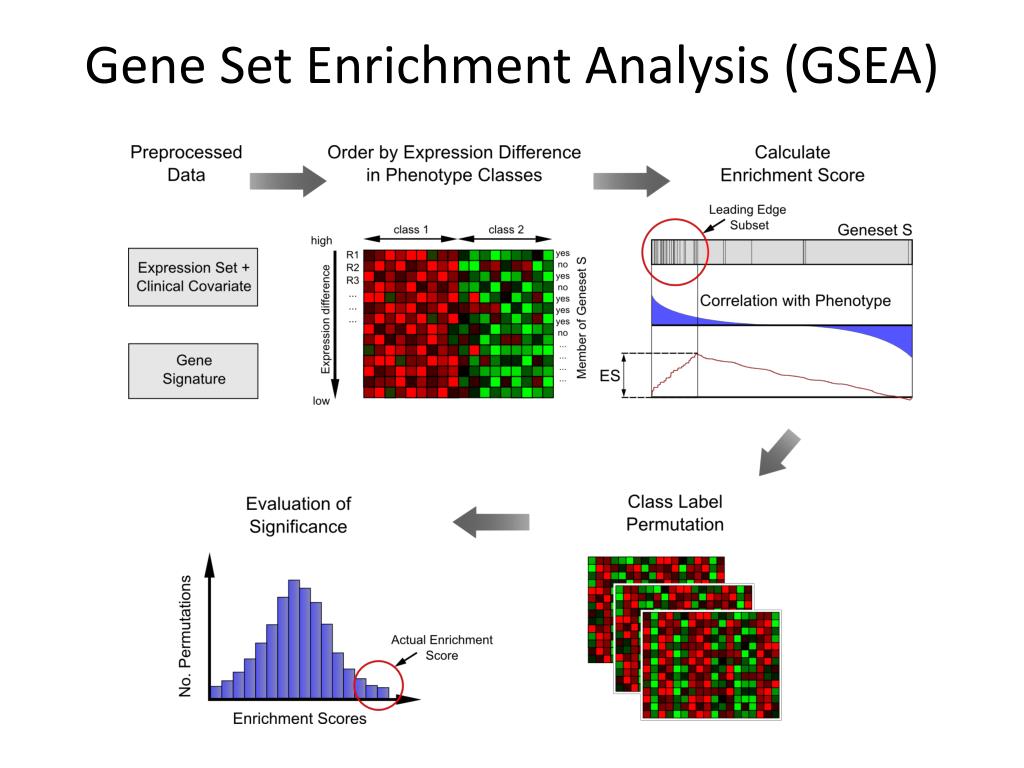 Gene Set Enrichment Analysis (GSEA)
Preprocessed
Data
Order by Expression Difference
in Phenotype Classes
Calculate
Enrichment Score
Expression Set +
Clinical Covariate
Gene
Signature
high
Expression difference
low
class 1
class 2
R1
R2
R3
...
...
...
yes
no
yes
no
yes
yes
yes
no
...
...
...
...
Member of Geneset S
Leading Edge
Subset
Geneset S
Correlation with Phenotype
ES
Class Label
Permutation
Evaluation of
Significance
No. Permutations
Actual Enrichment
Score
Enrichment Scores